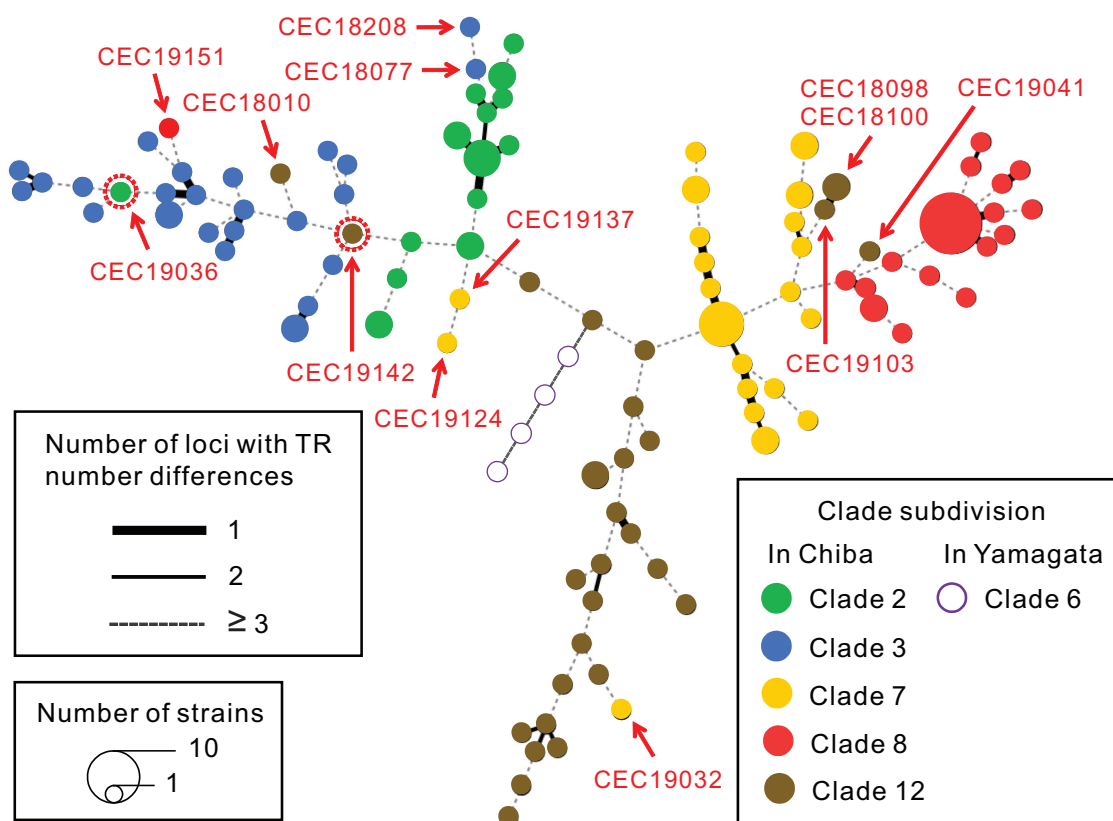 CEC18208
CEC19151
CEC18077
CEC18010
CEC18098
CEC18100
CEC19041
CEC19137
CEC19036
CEC19142
CEC19103
CEC19124
CEC19032
Number of loci with TR
number differences
1
2
≥ 3
Number of strains
10
1
Clade subdivision
In Chiba
In Yamagata
Clade 2
Clade 6
Clade 3
Clade 7
Clade 8
Clade 12